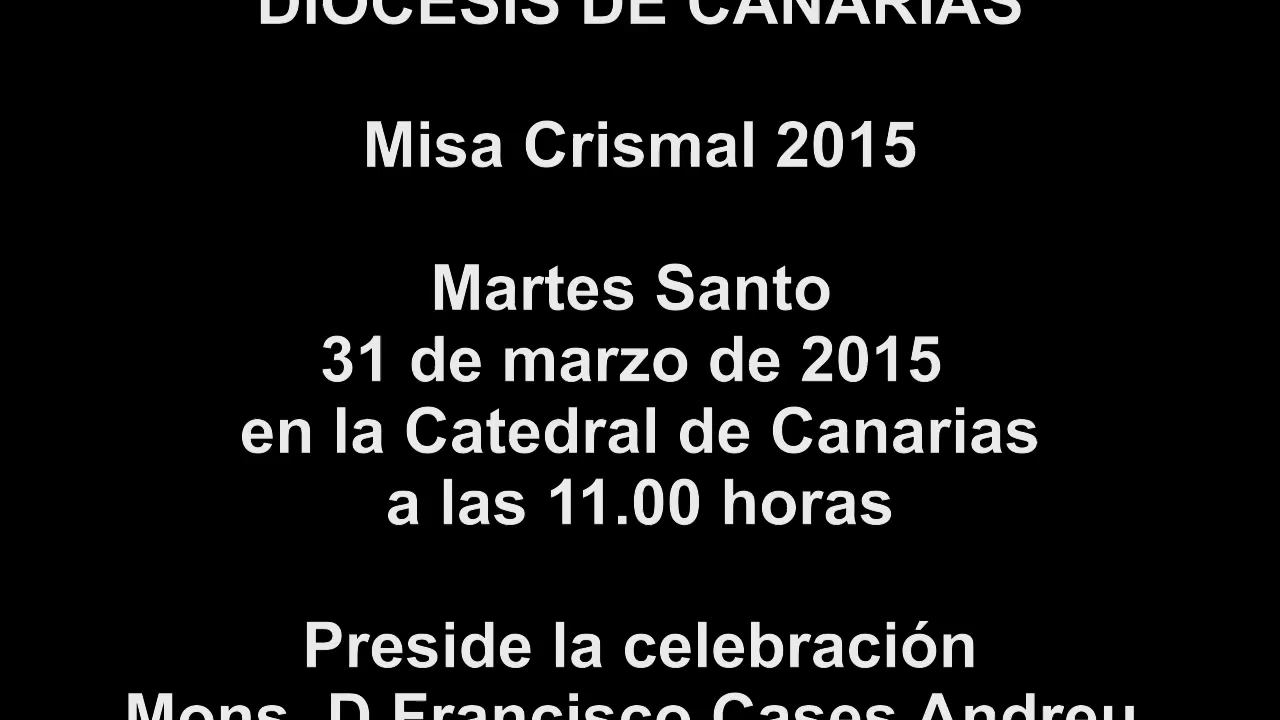 DIÓCESIS DE CANARIAS
Misa Crismal 2015
Martes Santo
31 de marzo de 2015
en la Catedral de Canarias
a las 11.00 horas
Preside la celebración
Mons. D Francisco Cases Andreu